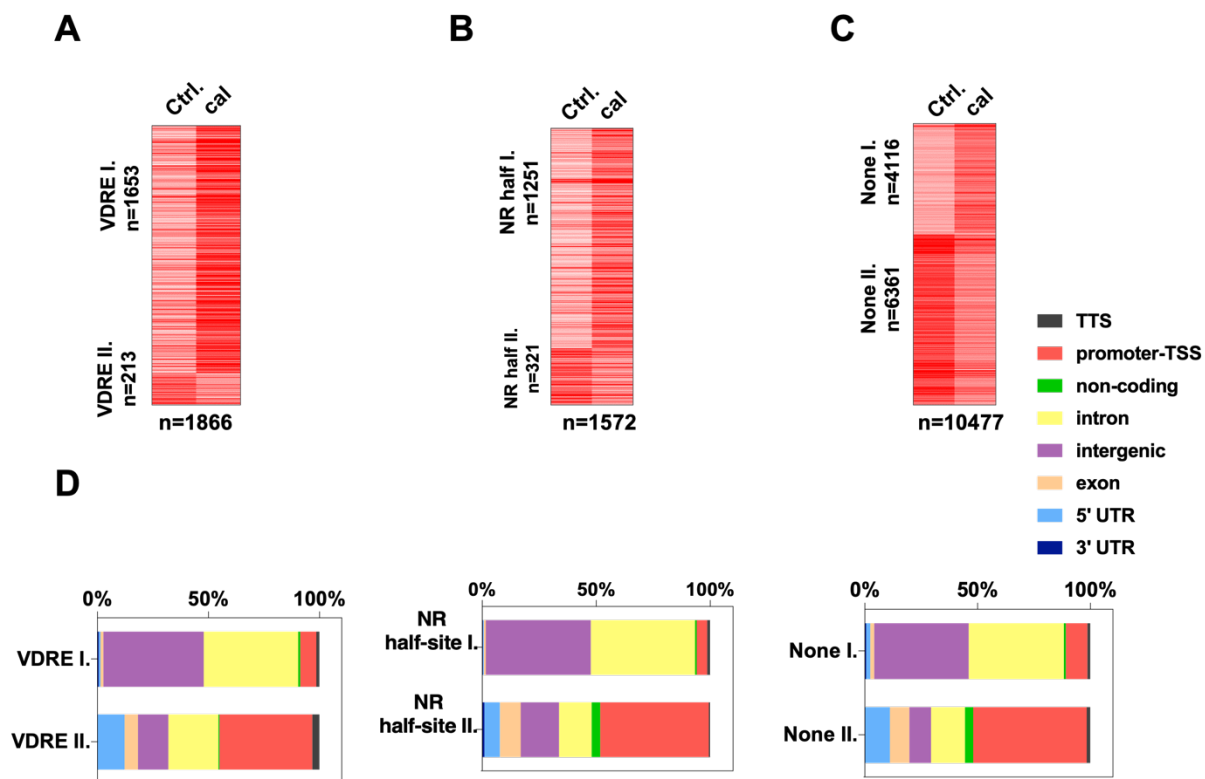 A
B
C
Ctrl.
cal
VDRE I.
n=1653
VDRE II.
n=213
n=1866
Ctrl.
cal
NR half I.
n=1251
NR half II.
n=321
n=1572
Ctrl.
cal
None I.
n=4116
None II.
n=6361
n=10477
TTS
promoter-TSS
non-coding
intron
intergenic
exon
5' UTR
3' UTR
D
0% 50% 100%
VDRE I.
VDRE II.
0% 50% 100%
NR
half-site I.
NR
half-site II.
0% 50% 100%
None I.
None II.